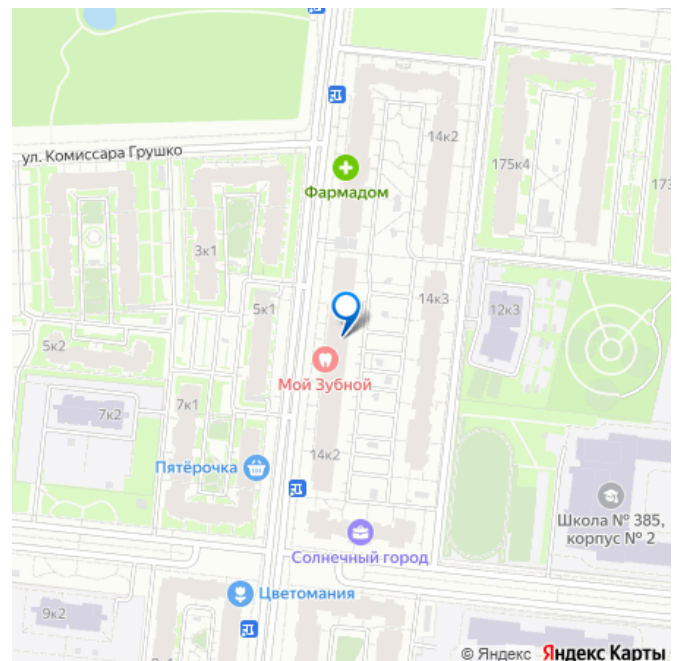 14к2
175к4
173
ул. Комиссара Грушко
Фармадом
3к1
5к1
14к3
12к3
5к2
Мой Зубной
7к2
7к1
14к2
Пятёрочка
Школа № 385,
корпус № 2
Солнечный город
Цветомания
9к2
© Яндекс Яндекс Карты